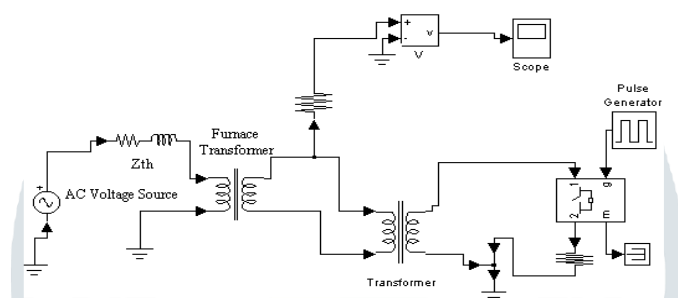 +
-
v
V
Scope
Pulse
Generator
Furnace
Transformer
Zth
+
AC Voltage Source
1
g
2
m
Transformer